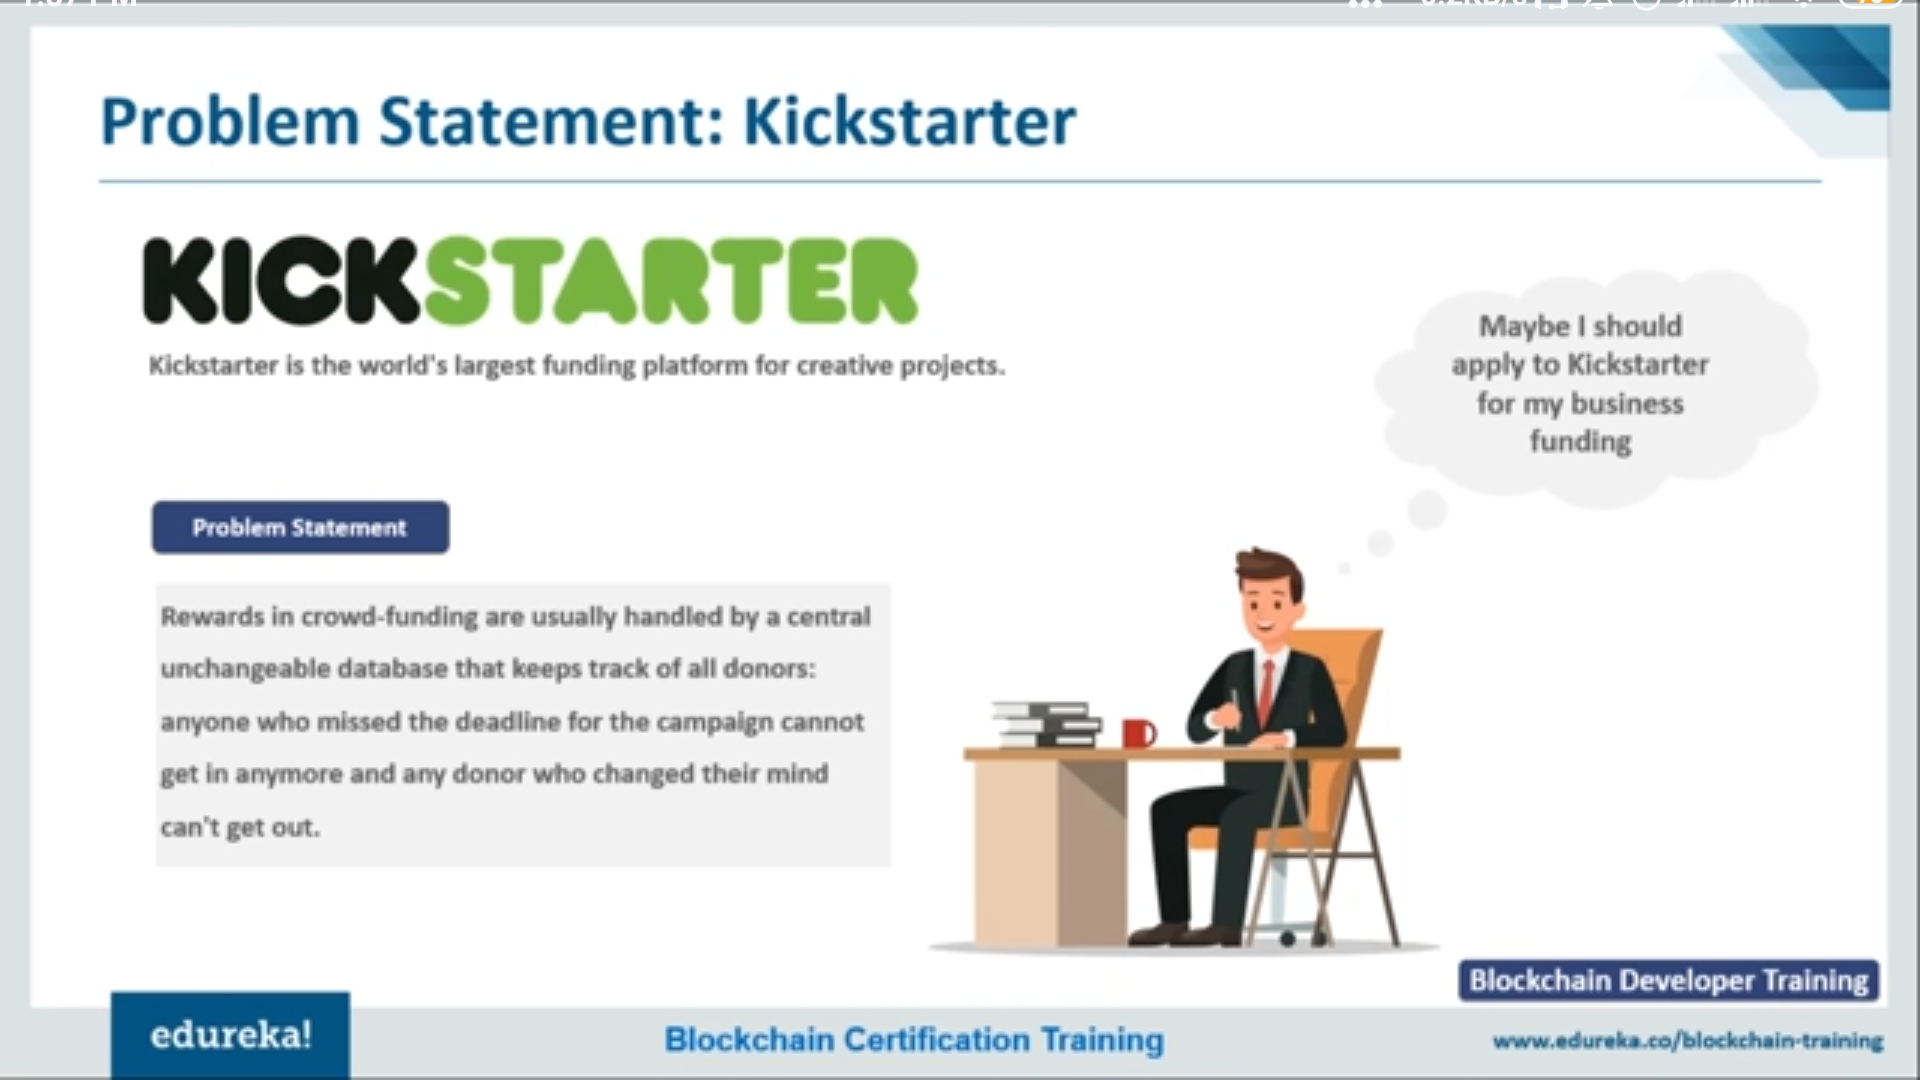 Problem Statement: Kickstarter
KICKSTARTER
Kickstarter is the world's largest funding platform for creative projects.
Maybe I should
apply to Kickstarter
for my business
funding
Problem Statement
Rewards in crowd-funding are usually handled by a central
unchangeable database that keeps track of all donors:
anyone who missed the deadline for the campaign cannot
get in anymore and any donor who changed their mind
can't get out.
Blockchain Developer Training
edureka!
Blockchain Certification Training
www.edureka.co/blockchain-training